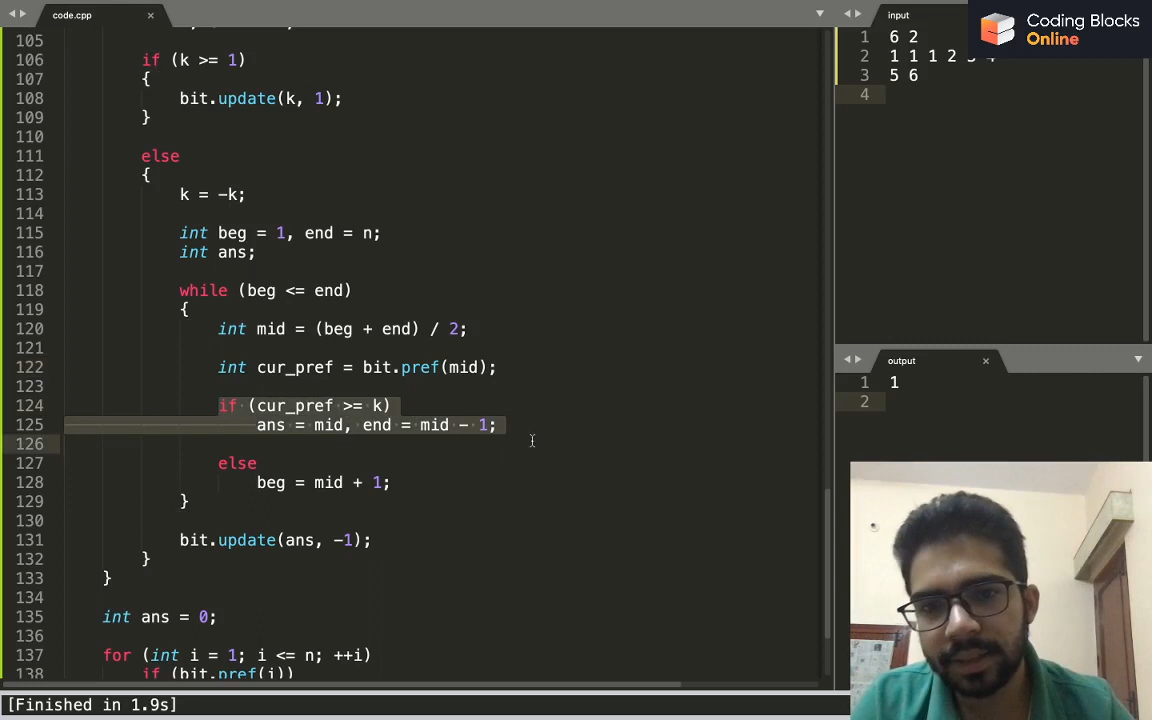 code.cpp
105
106 if (k >= 1)
107 {
108 bit.update(k, 1);
109 }
110
111 else
112 {
113 k = -k;
114
115 int beg = 1, end = n;
116 int ans;
117
118 while (beg <= end)
119 {
120 int mid = (beg + end) / 2;
121
122 int cur_pref = bit.pref(mid);
123
124 if (cur_pref >= k)
125 ans = mid, end = mid - 1;
126
127 else
128 beg = mid + 1;
129 }
130
131 bit.update(ans, -1);
132 }
133 }
134
135 int ans = 0;
136
137 for (int i = 1; i <= n; ++i)
138 if (bit.pref(i))
[Finished in 1.9s]
input
1 6 2
2 1 1 1 2
3 5 6
4
output
1 1
2
Coding Blocks
Online